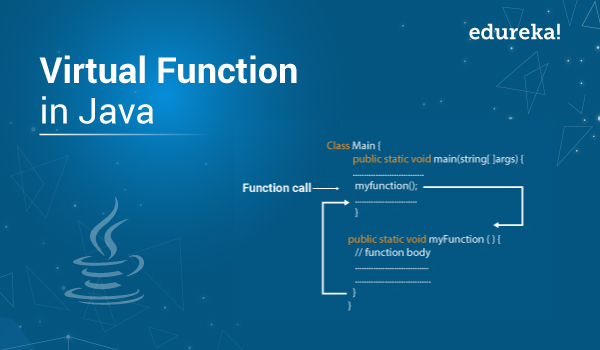 edureka!
Virtual Function
in Java
Class Main {
public static void main(string[ ]args) {
Function call
myfunction();
}
public static void myFunction ( ) {
// function body
}
}